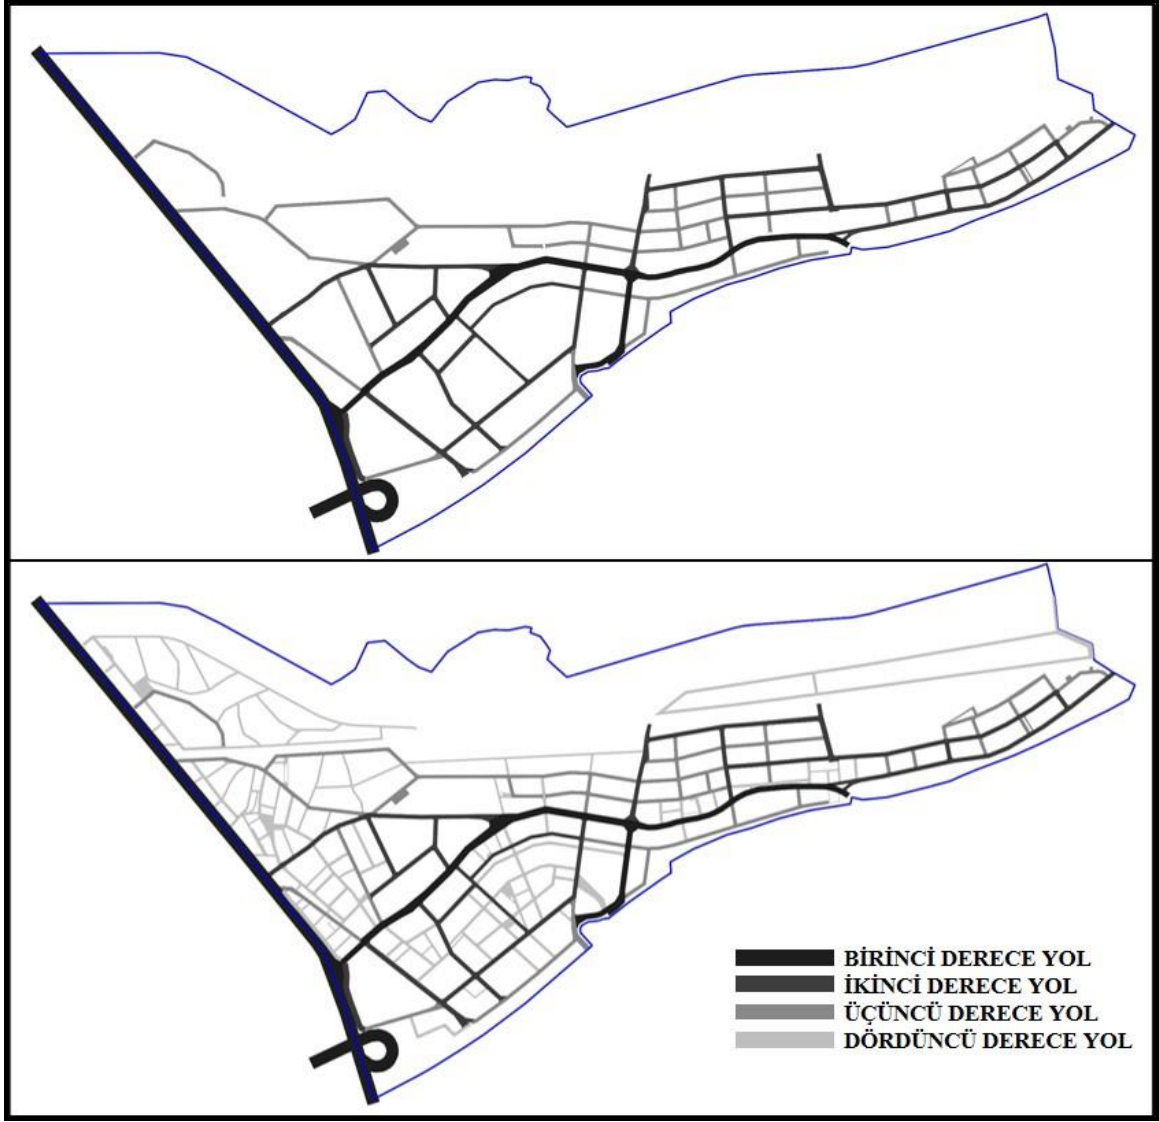 BİRİNCİ DERECE YOL
İKİNCİ DERECE YOL
ÜÇÜNCÜ DERECE YOL
DÖRDÜNCÜ DERECE YOL